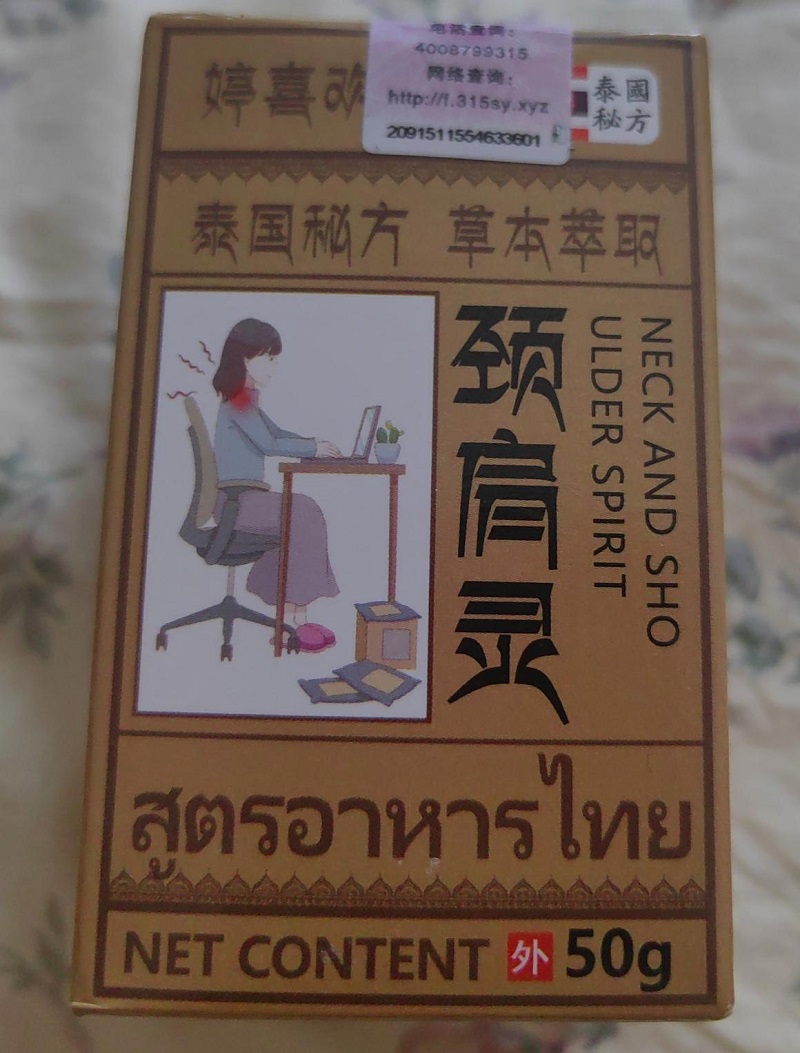 电话查询:
4008799315
网络查询:
http://f.315sy.xyz
2091511554633601
婷喜欢
泰國
秘方
泰国秘方 草本萃取
颈肩灵
NECK AND SHO
ULDER SPIRIT
สูตรอาหารไทย
NET CONTENT 外 50g